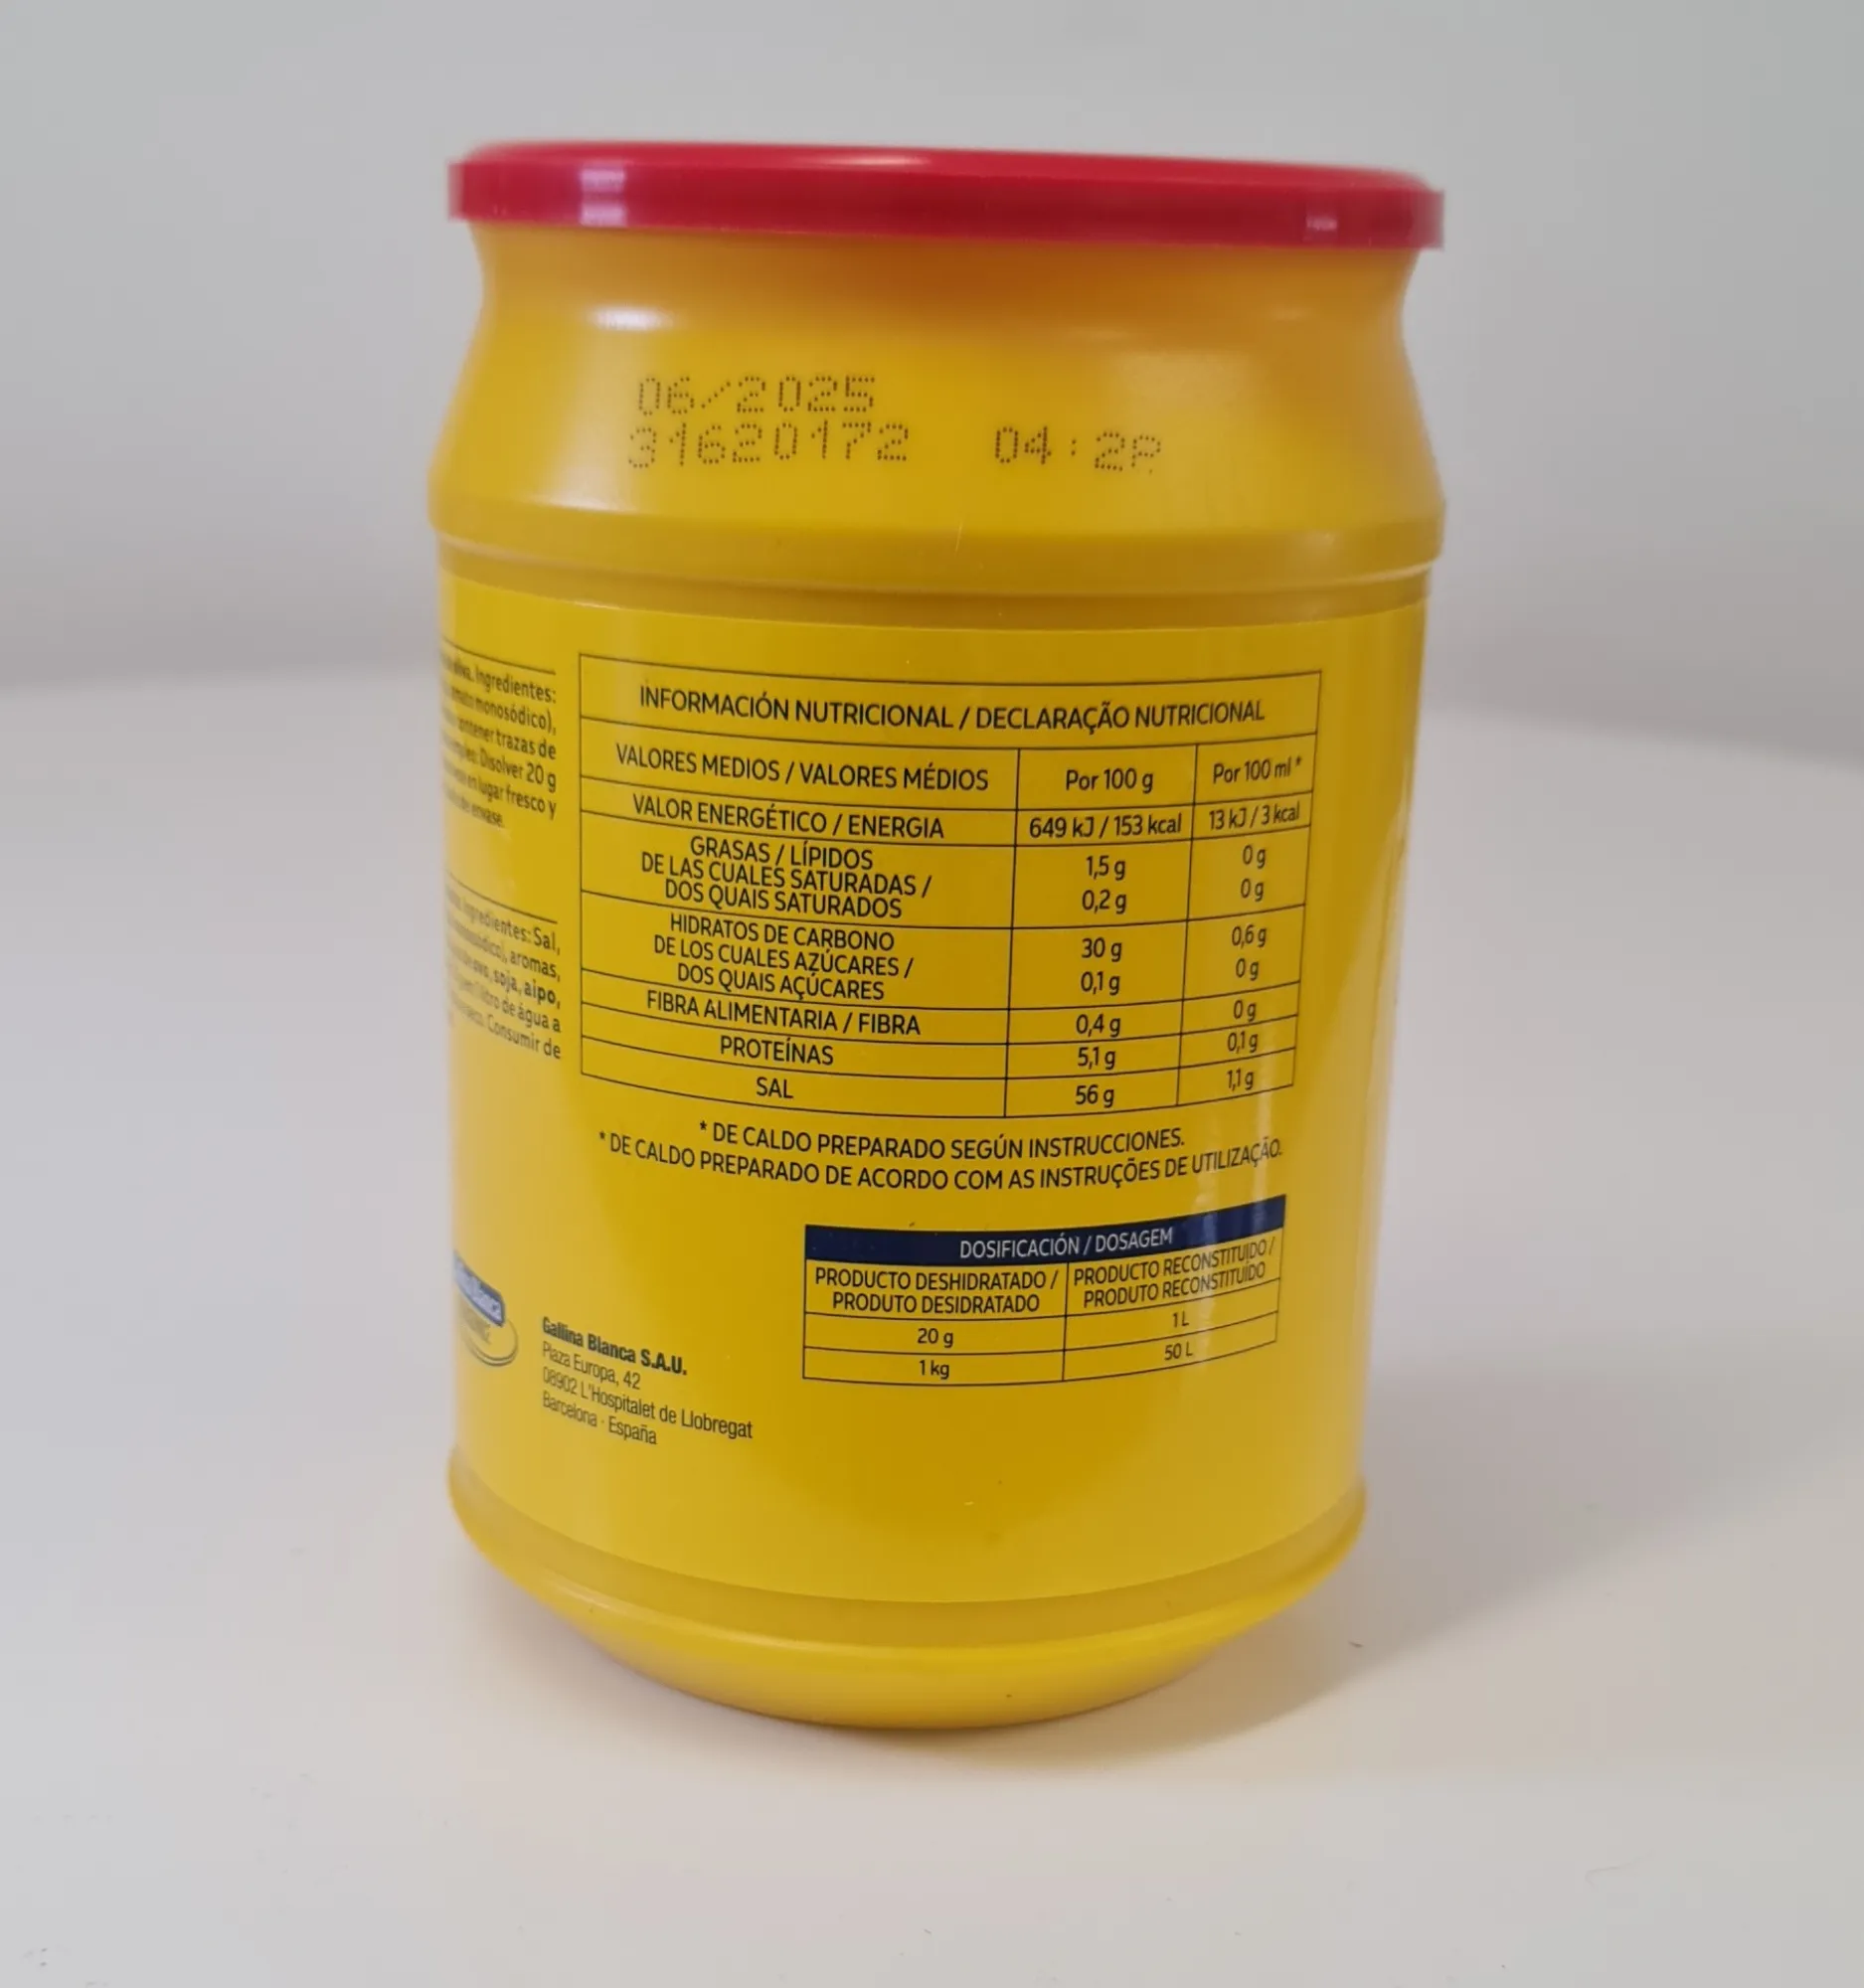 06/2025
31620172 04:2
Ingredientes:
monosódico),
trazas de
Disolver 20 g
en lugar fresco y
envase.
Ingredientes: Sal,
aromas,
soja, aipo,
de água a
Consumir de
INFORMACIÓN NUTRICIONAL / DECLARAÇÃO NUTRICIONAL
VALORES MEDIOS / VALORES MÉDIOS Por 100 g Por 100 ml *
VALOR ENERGÉTICO / ENERGIA 649 kJ / 153 kcal 13 kJ / 3 kcal
GRASAS / LÍPIDOS 1,5 g 0 g
DE LAS CUALES SATURADAS /
DOS QUAIS SATURADOS 0,2 g 0 g
HIDRATOS DE CARBONO 30 g 0,6 g
DE LOS CUALES AZÚCARES /
DOS QUAIS AÇÚCARES 0,1 g 0 g
FIBRA ALIMENTARIA / FIBRA 0,4 g 0 g
PROTEÍNAS 5,1 g 0,1 g
SAL 56 g 1,1 g
* DE CALDO PREPARADO SEGÚN INSTRUCCIONES.
* DE CALDO PREPARADO DE ACORDO COM AS INSTRUÇÕES DE UTILIZAÇÃO.
DOSIFICACIÓN / DOSAGEM
PRODUCTO DESHIDRATADO / PRODUCTO RECONSTITUIDO /
PRODUTO DESIDRATADO PRODUTO RECONSTITUÍDO
20 g 1 L
1 kg 50 L
Gallina Blanca S.A.U.
Plaza Europa, 42
08902 L'Hospitalet de Llobregat
Barcelona - España